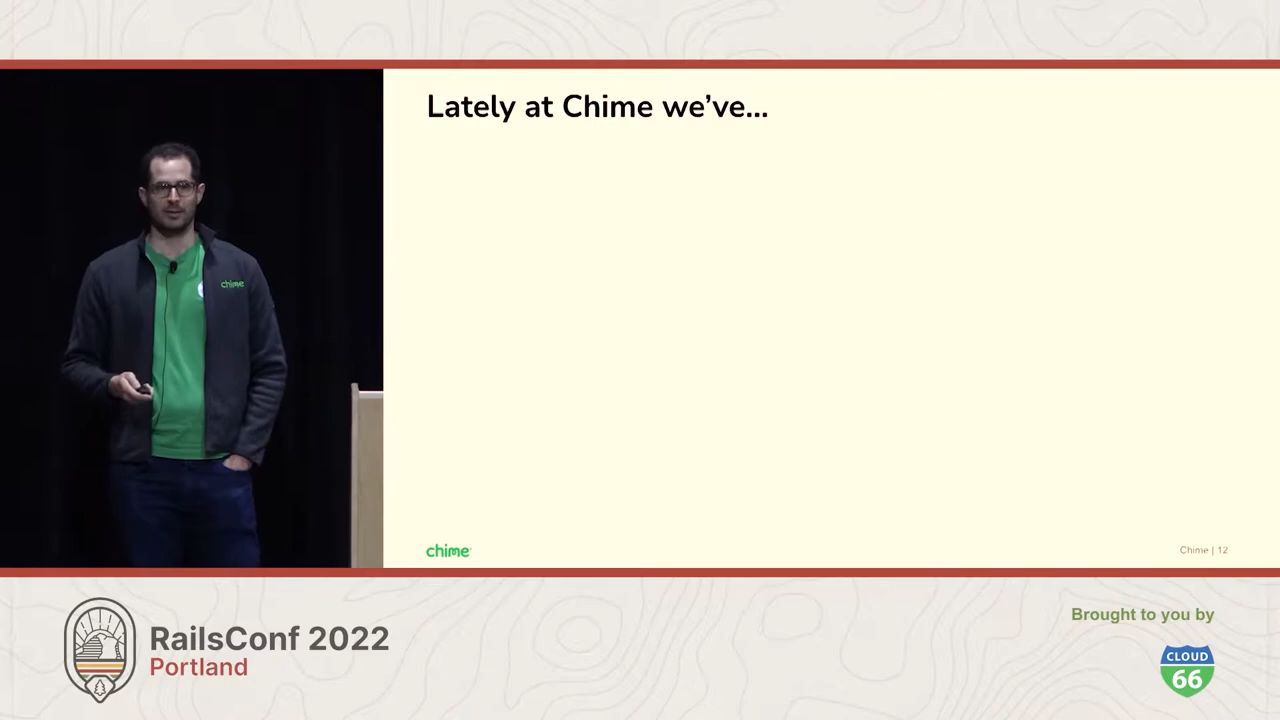 Lately at Chime we've...
chime
chime
Chime | 12
RailsConf 2022
Portland
Brought to you by
CLOUD
66